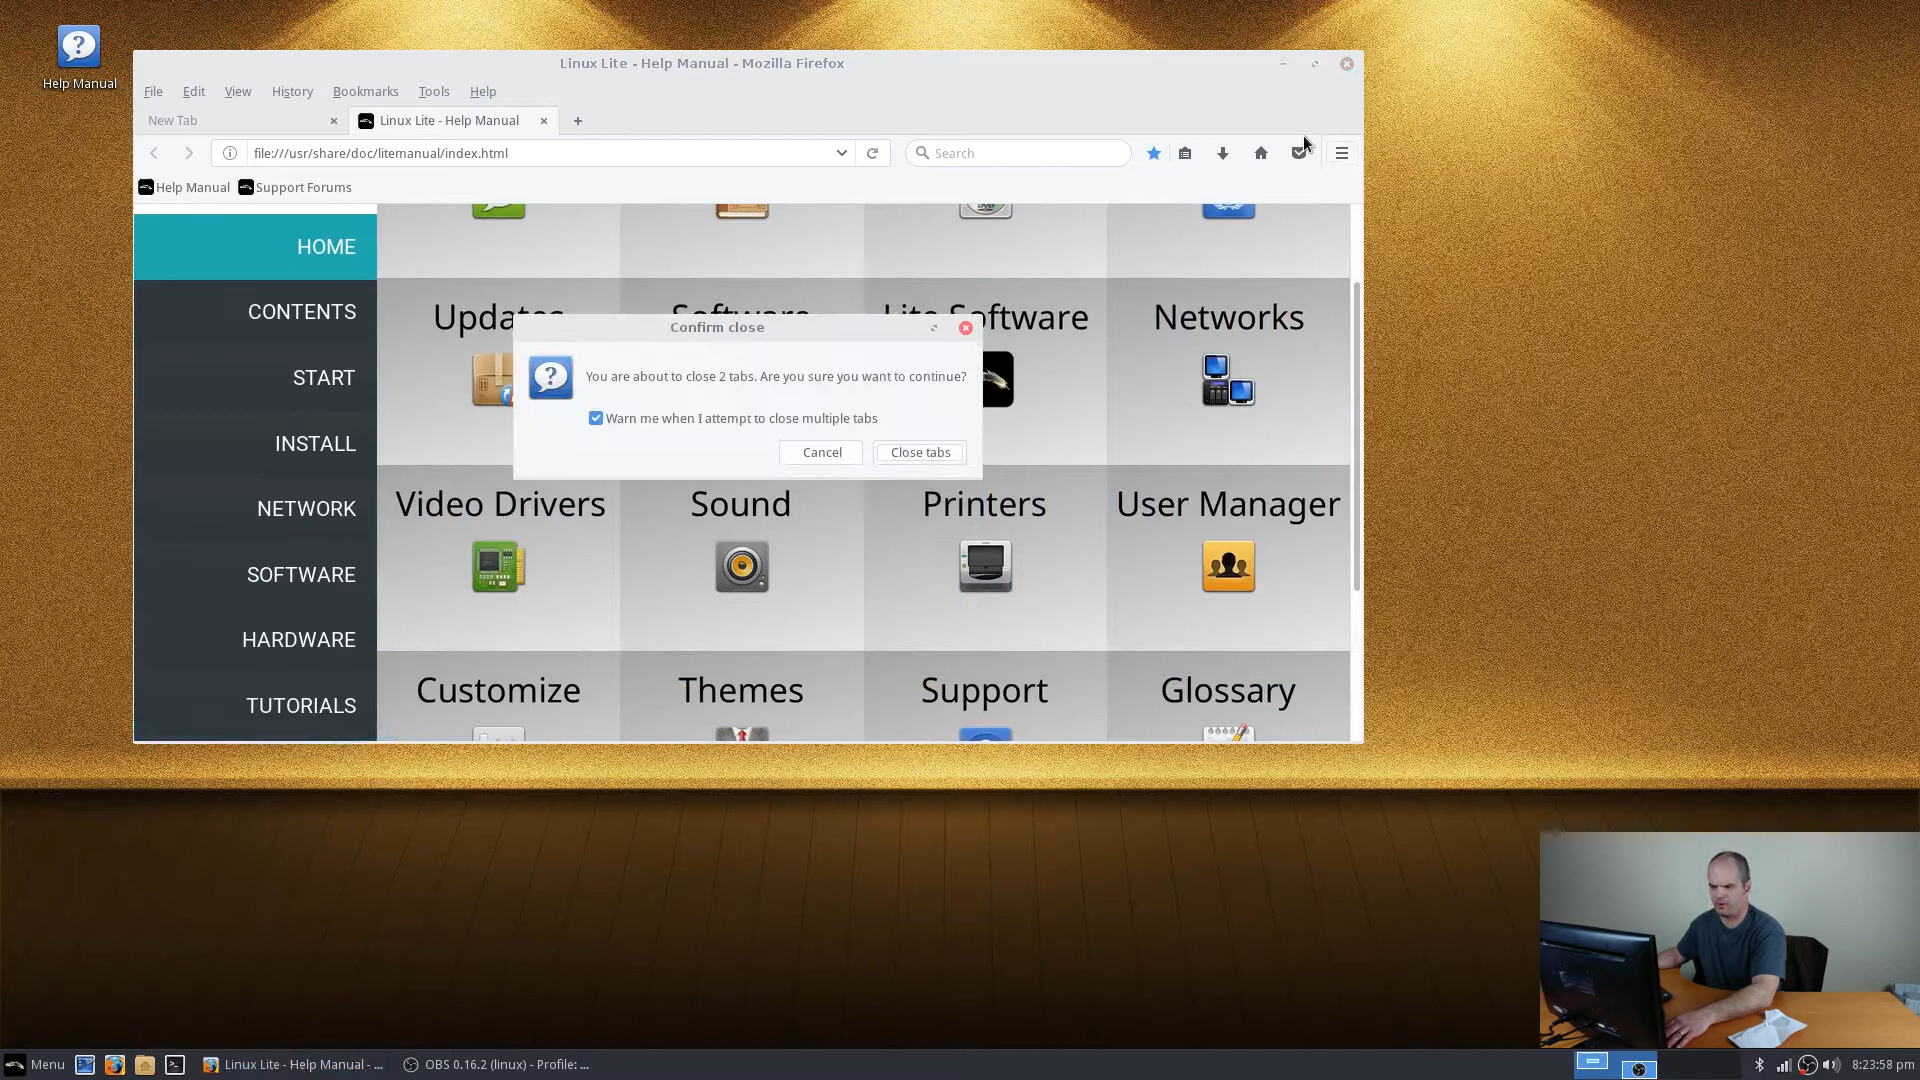 Help Manual
Linux Lite - Help Manual - Mozilla Firefox
File Edit View History Bookmarks Tools Help
New Tab
Linux Lite - Help Manual
file:///usr/share/doc/litemanual/index.html
Search
Help Manual
Support Forums
HOME
CONTENTS
START
INSTALL
NETWORK
SOFTWARE
HARDWARE
TUTORIALS
Updates
Software
Lite Software
Networks
Confirm close
You are about to close 2 tabs. Are you sure you want to continue?
Warn me when I attempt to close multiple tabs
Cancel
Close tabs
Video Drivers
Sound
Printers
User Manager
Customize
Themes
Support
Glossary
Menu
Linux Lite - Help Manual - ...
OBS 0.16.2 (linux) - Profile: ...
8:23:58 pm